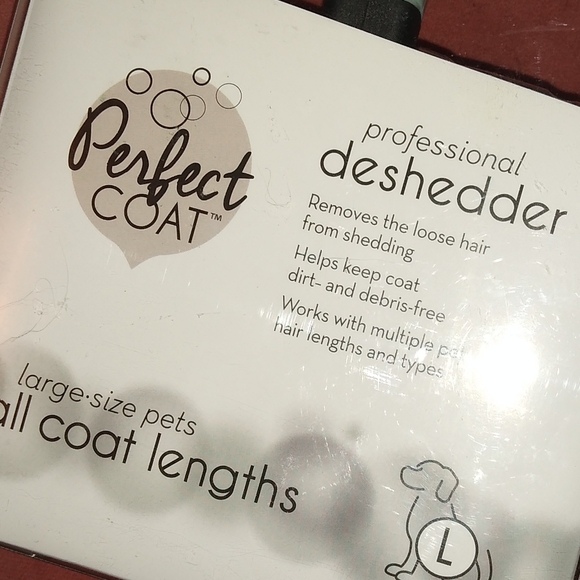 Perfect
COAT™
professional
deshedder
Removes the loose hair
from shedding
Helps keep coat
dirt- and debris-free
Works with multiple
hair lengths and types
large·size pets
all coat lengths
L